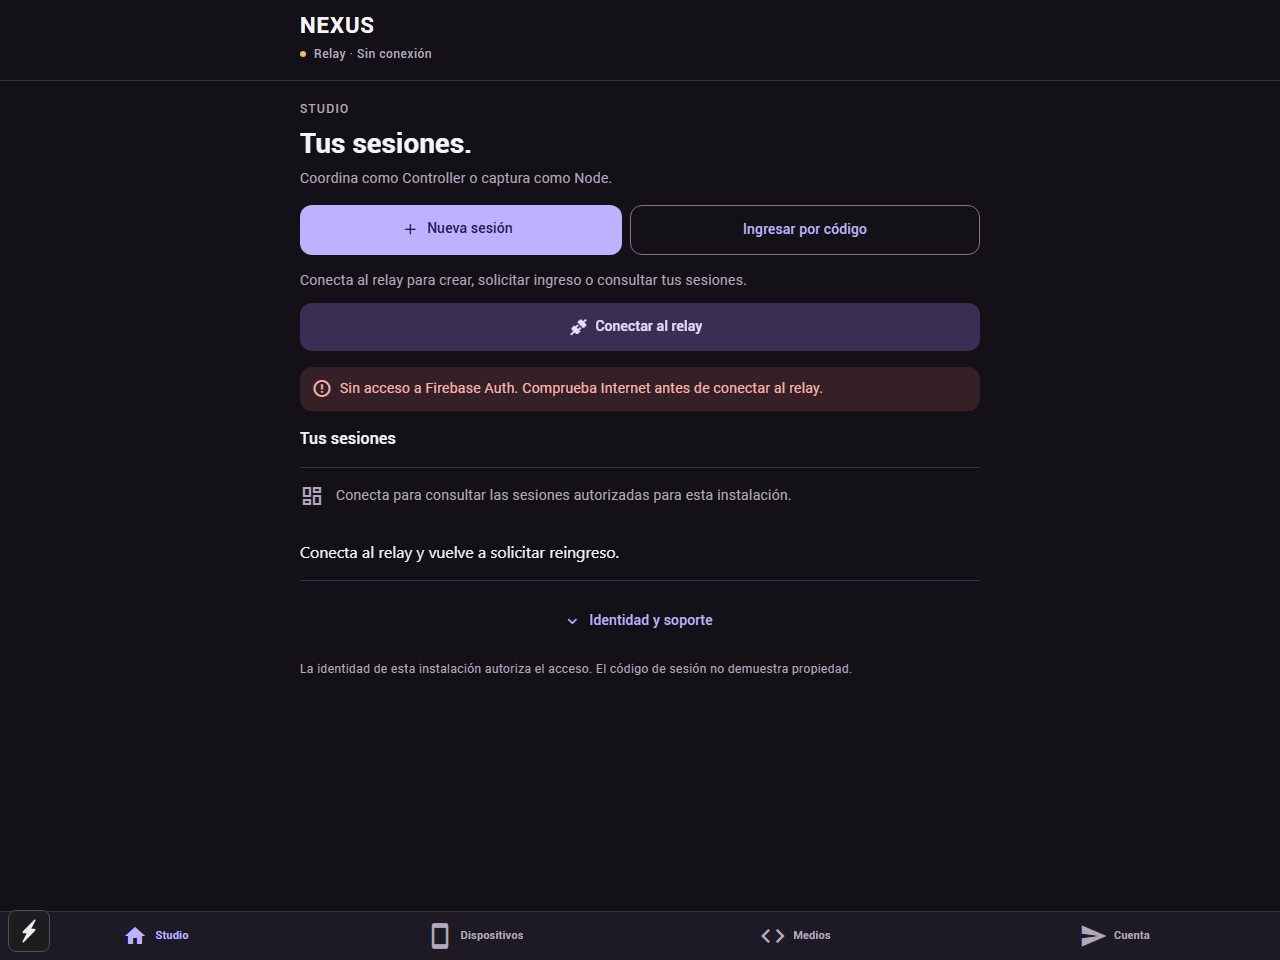 NEXUS
Relay · Sin conexión
STUDIO
Tus sesiones.
Coordina como Controller o captura como Node.
Nueva sesión
Ingresar por código
Conecta al relay para crear, solicitar ingreso o consultar tus sesiones.
Conectar al relay
Sin acceso a Firebase Auth. Comprueba Internet antes de conectar al relay.
Tus sesiones
Conecta para consultar las sesiones autorizadas para esta instalación.
Conecta al relay y vuelve a solicitar reingreso.
Identidad y soporte
La identidad de esta instalación autoriza el acceso. El código de sesión no demuestra propiedad.
Studio
Dispositivos
Medios
Cuenta